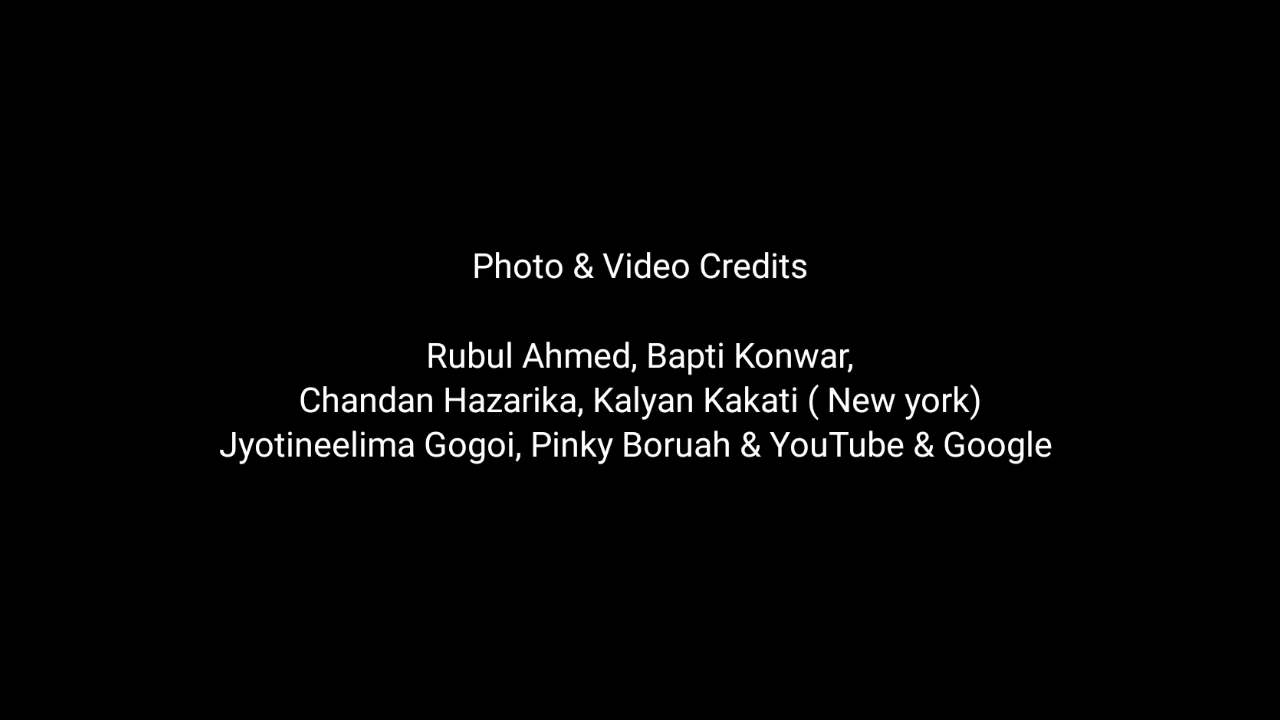 Photo & Video Credits
Rubul Ahmed, Bapti Konwar,
Chandan Hazarika, Kalyan Kakati ( New york)
Jyotineelima Gogoi, Pinky Boruah & YouTube & Google